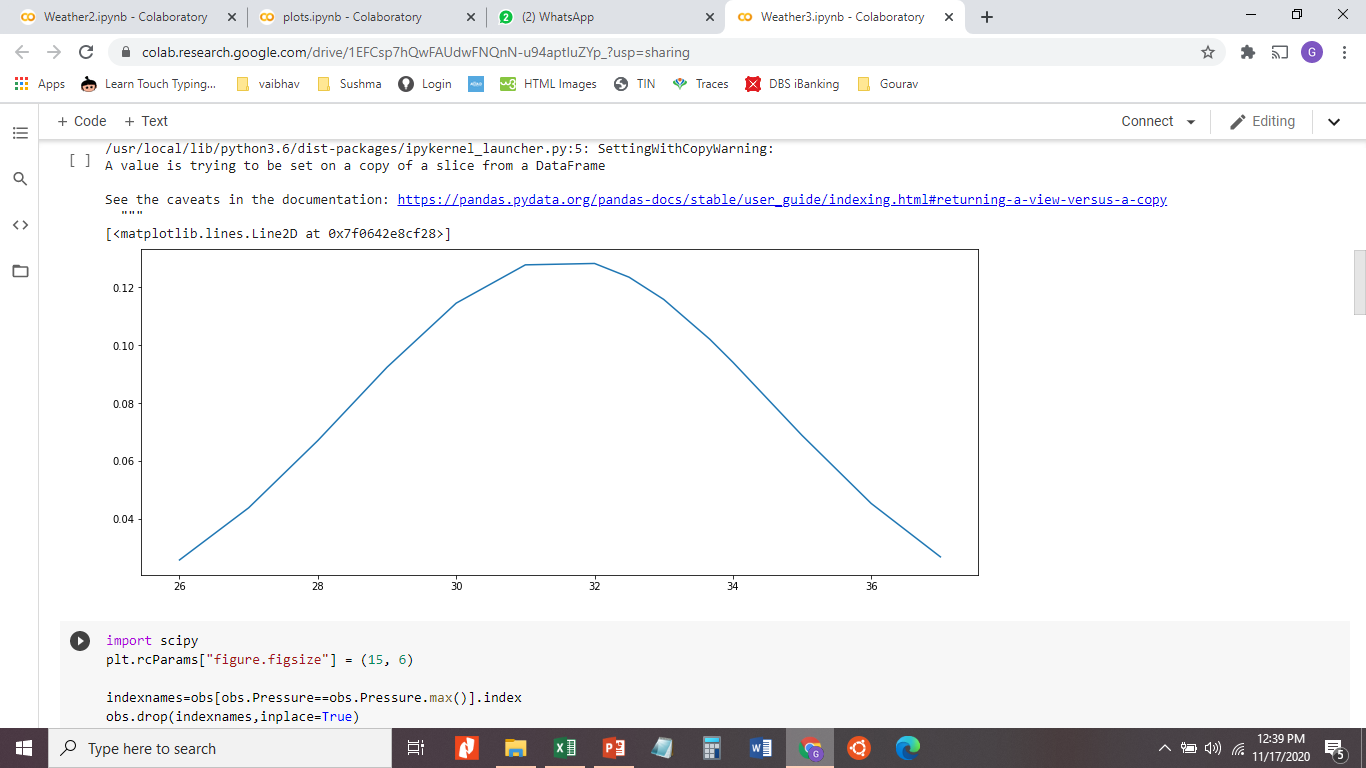 Weather2.ipynb - Colaboratory
plots.ipynb - Colaboratory
2
(2) WhatsApp
Weather3.ipynb - Colaboratory
colab.research.google.com/drive/1EFCsp7hQwFAUdwFNQnN-u94aptIuZYp_?usp=sharing
G
Apps
Learn Touch Typing...
vaibhav
Sushma
Login
HTML Images
TIN
Traces
DBS iBanking
Gourav
+ Code
+ Text
Connect
Editing
/usr/local/lib/python3.6/dist-packages/ipykernel_launcher.py:5: SettingWithCopyWarning:
[ ]
A value is trying to be set on a copy of a slice from a DataFrame
See the caveats in the documentation: https://pandas.pydata.org/pandas-docs/stable/user_guide/indexing.html#returning-a-view-versus-a-copy
"""
[<matplotlib.lines.Line2D at 0x7f0642e8cf28>]
0.12
0.10
0.08
0.06
0.04
26 28 30 32 34 36
import scipy
plt.rcParams["figure.figsize"] = (15, 6)
indexnames=obs[obs.Pressure==obs.Pressure.max()].index
obs.drop(indexnames,inplace=True)
Type here to search
12:39 PM
11/17/2020
5